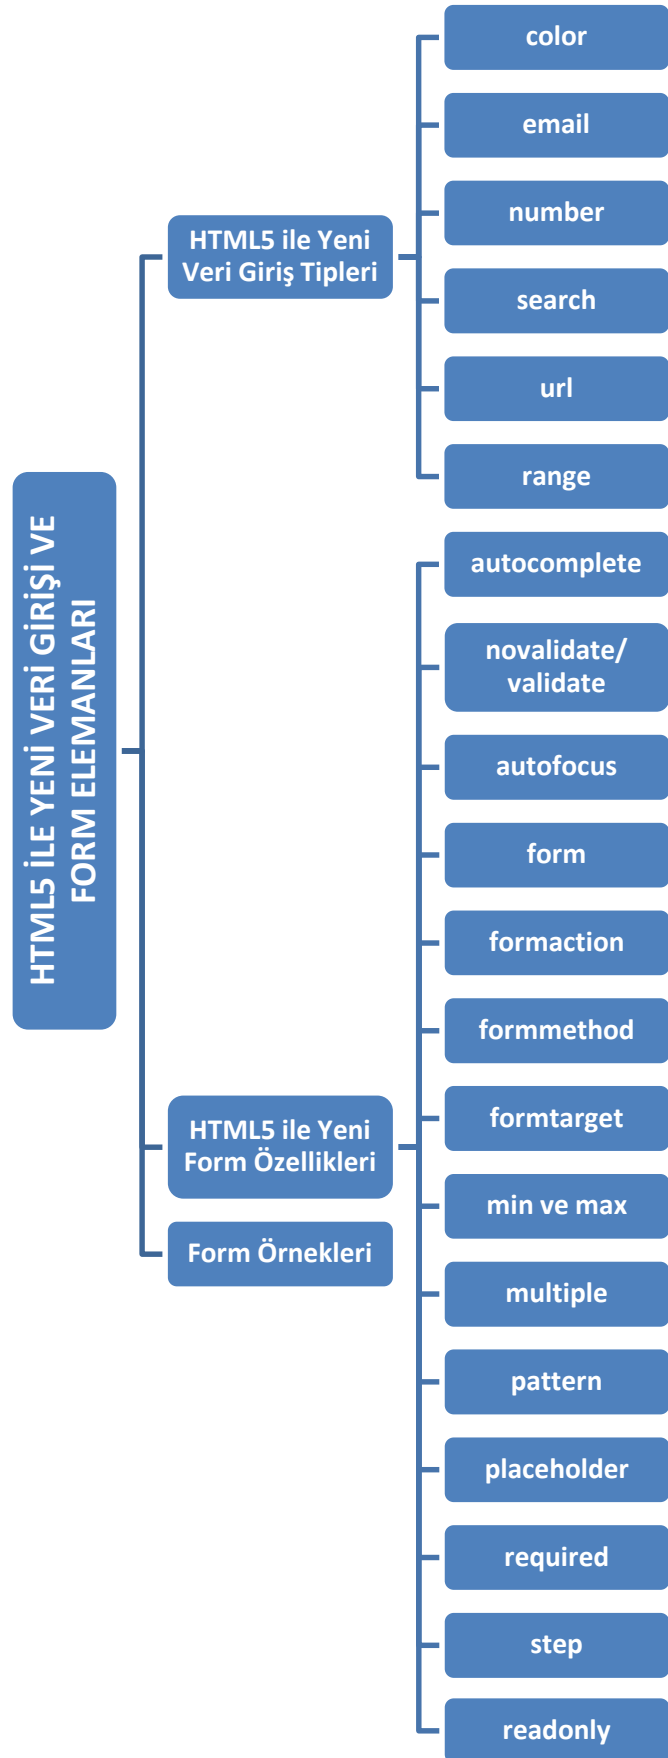 HTML5 İLE YENİ VERİ GİRİŞİ VE
FORM ELEMANLARI
HTML5 ile Yeni
Veri Giriş Tipleri
color
email
number
search
url
range
HTML5 ile Yeni
Form Özellikleri
autocomplete
novalidate/
validate
autofocus
form
formaction
formmethod
formtarget
min ve max
multiple
pattern
placeholder
required
step
readonly
Form Örnekleri